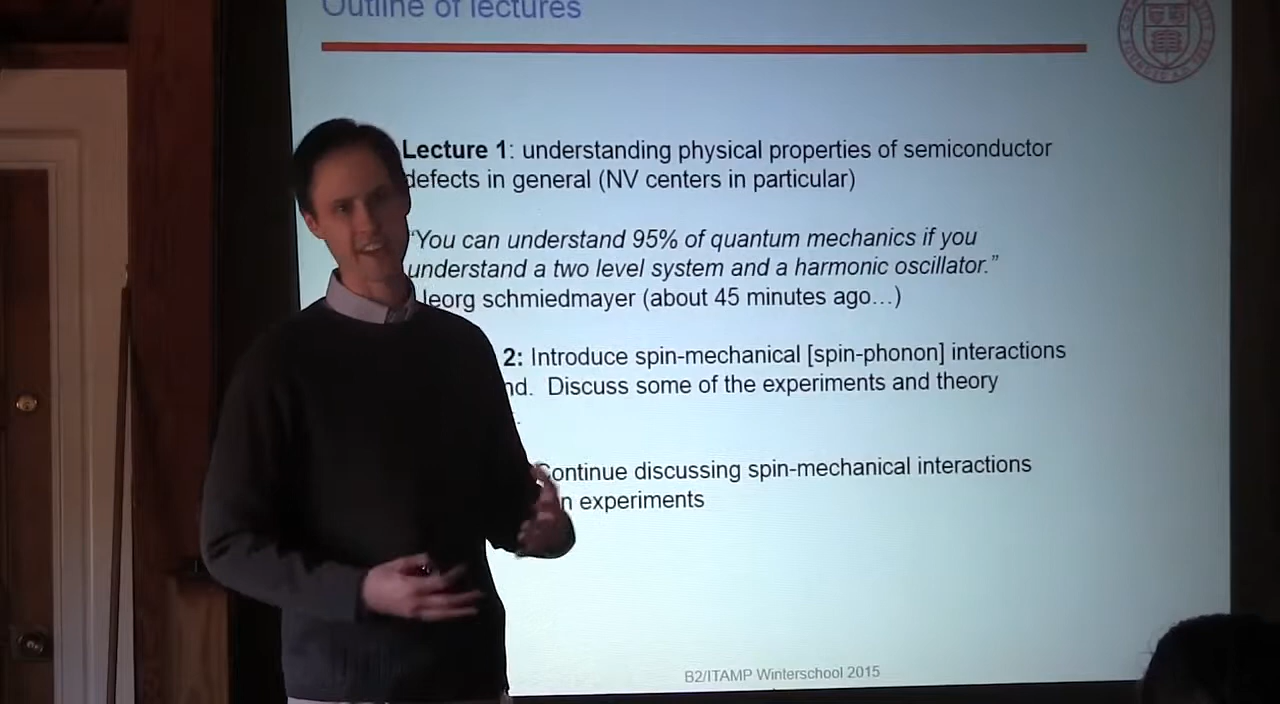 Outline of lectures
Lecture 1: understanding physical properties of semiconductor
defects in general (NV centers in particular)
“You can understand 95% of quantum mechanics if you
understand a two level system and a harmonic oscillator.”
schmiedmayer (about 45 minutes ago…)
2: Introduce spin-mechanical [spin-phonon] interactions
Discuss some of the experiments and theory
Continue discussing spin-mechanical interactions
experiments
B2/ITAMP Winterschool 2015